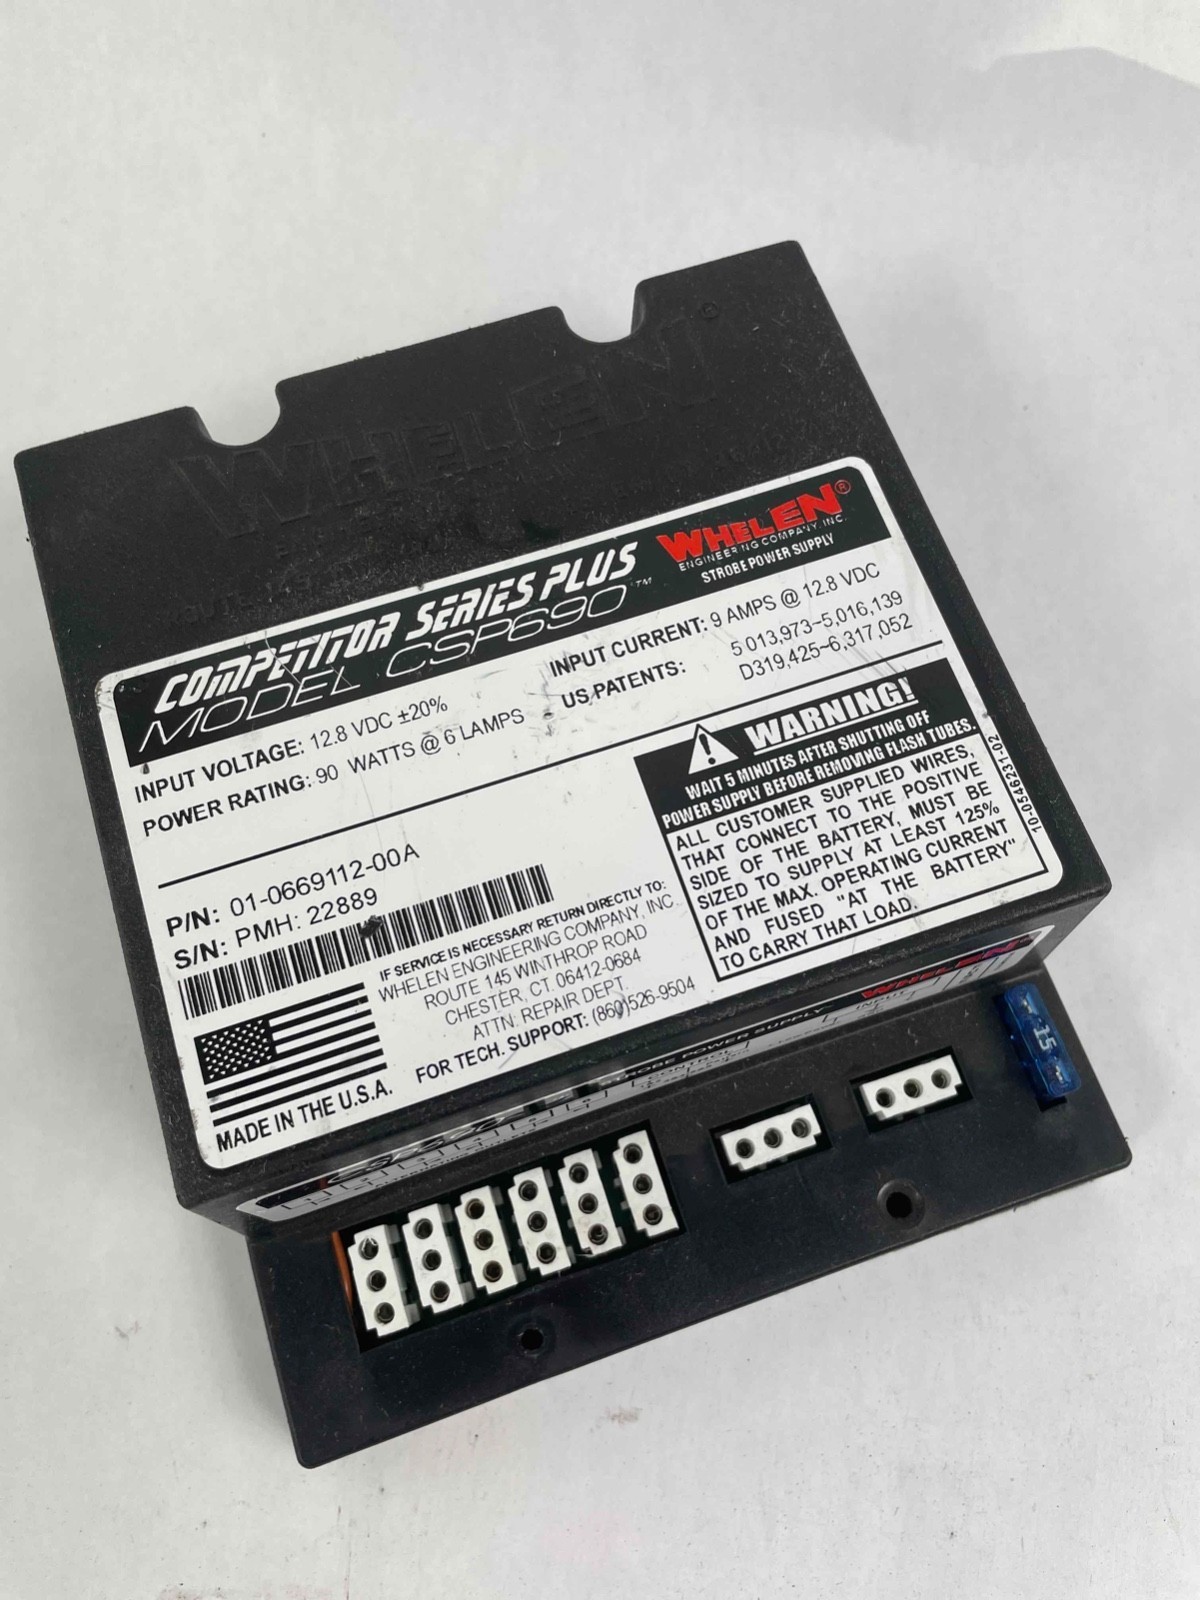 WHELEN
COMPETITOR SERIES PLUS
MODEL CSP690™
WHELEN®
ENGINEERING COMPANY, INC.
STROBE POWER SUPPLY
INPUT VOLTAGE: 12.8 VDC ±20%
POWER RATING: 90 WATTS @ 6 LAMPS
INPUT CURRENT: 9 AMPS @ 12.8 VDC
US PATENTS: 5 013,973~5,016,139
D319,425~6,317,052
P/N: 01-0669112-00A
S/N: PMH: 22889
MADE IN THE U.S.A.
IF SERVICE IS NECESSARY RETURN DIRECTLY TO:
WHELEN ENGINEERING COMPANY, INC.
ROUTE 145 WINTHROP ROAD
CHESTER, CT. 06412-0684
ATTN: REPAIR DEPT.
FOR TECH. SUPPORT: (860)526-9504
WARNING!
WAIT 5 MINUTES AFTER SHUTTING OFF
POWER SUPPLY BEFORE REMOVING FLASH TUBES.
ALL CUSTOMER SUPPLIED WIRES,
THAT CONNECT TO THE POSITIVE
SIDE OF THE BATTERY, MUST BE
SIZED TO SUPPLY AT LEAST 125%
OF THE MAX. OPERATING CURRENT
AND FUSED "AT THE BATTERY"
TO CARRY THAT LOAD.
10-0546231-02
STROBE POWER SUPPLY
WHELEN
CONTROL
INPUT
15